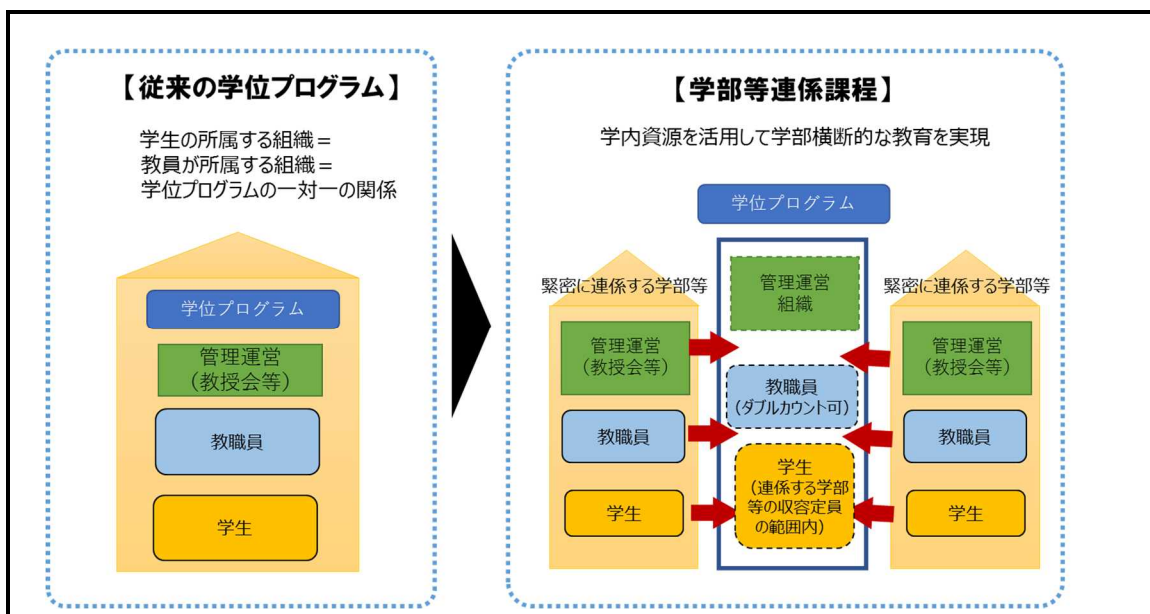 【従来の学位プログラム】
学生の所属する組織=
教員が所属する組織=
学位プログラムの一対一の関係
学位プログラム
管理運営
(教授会等)
教職員
学生
【学部等連係課程】
学内資源を活用して学部横断的な教育を実現
学位プログラム
緊密に連係する学部等
管理運営
(教授会等)
教職員
学生
管理運営
組織
教職員
(ダブルカウント可)
学生
(連係する学部
等の収容定員
の範囲内)
緊密に連係する学部等
管理運営
(教授会等)
教職員
学生